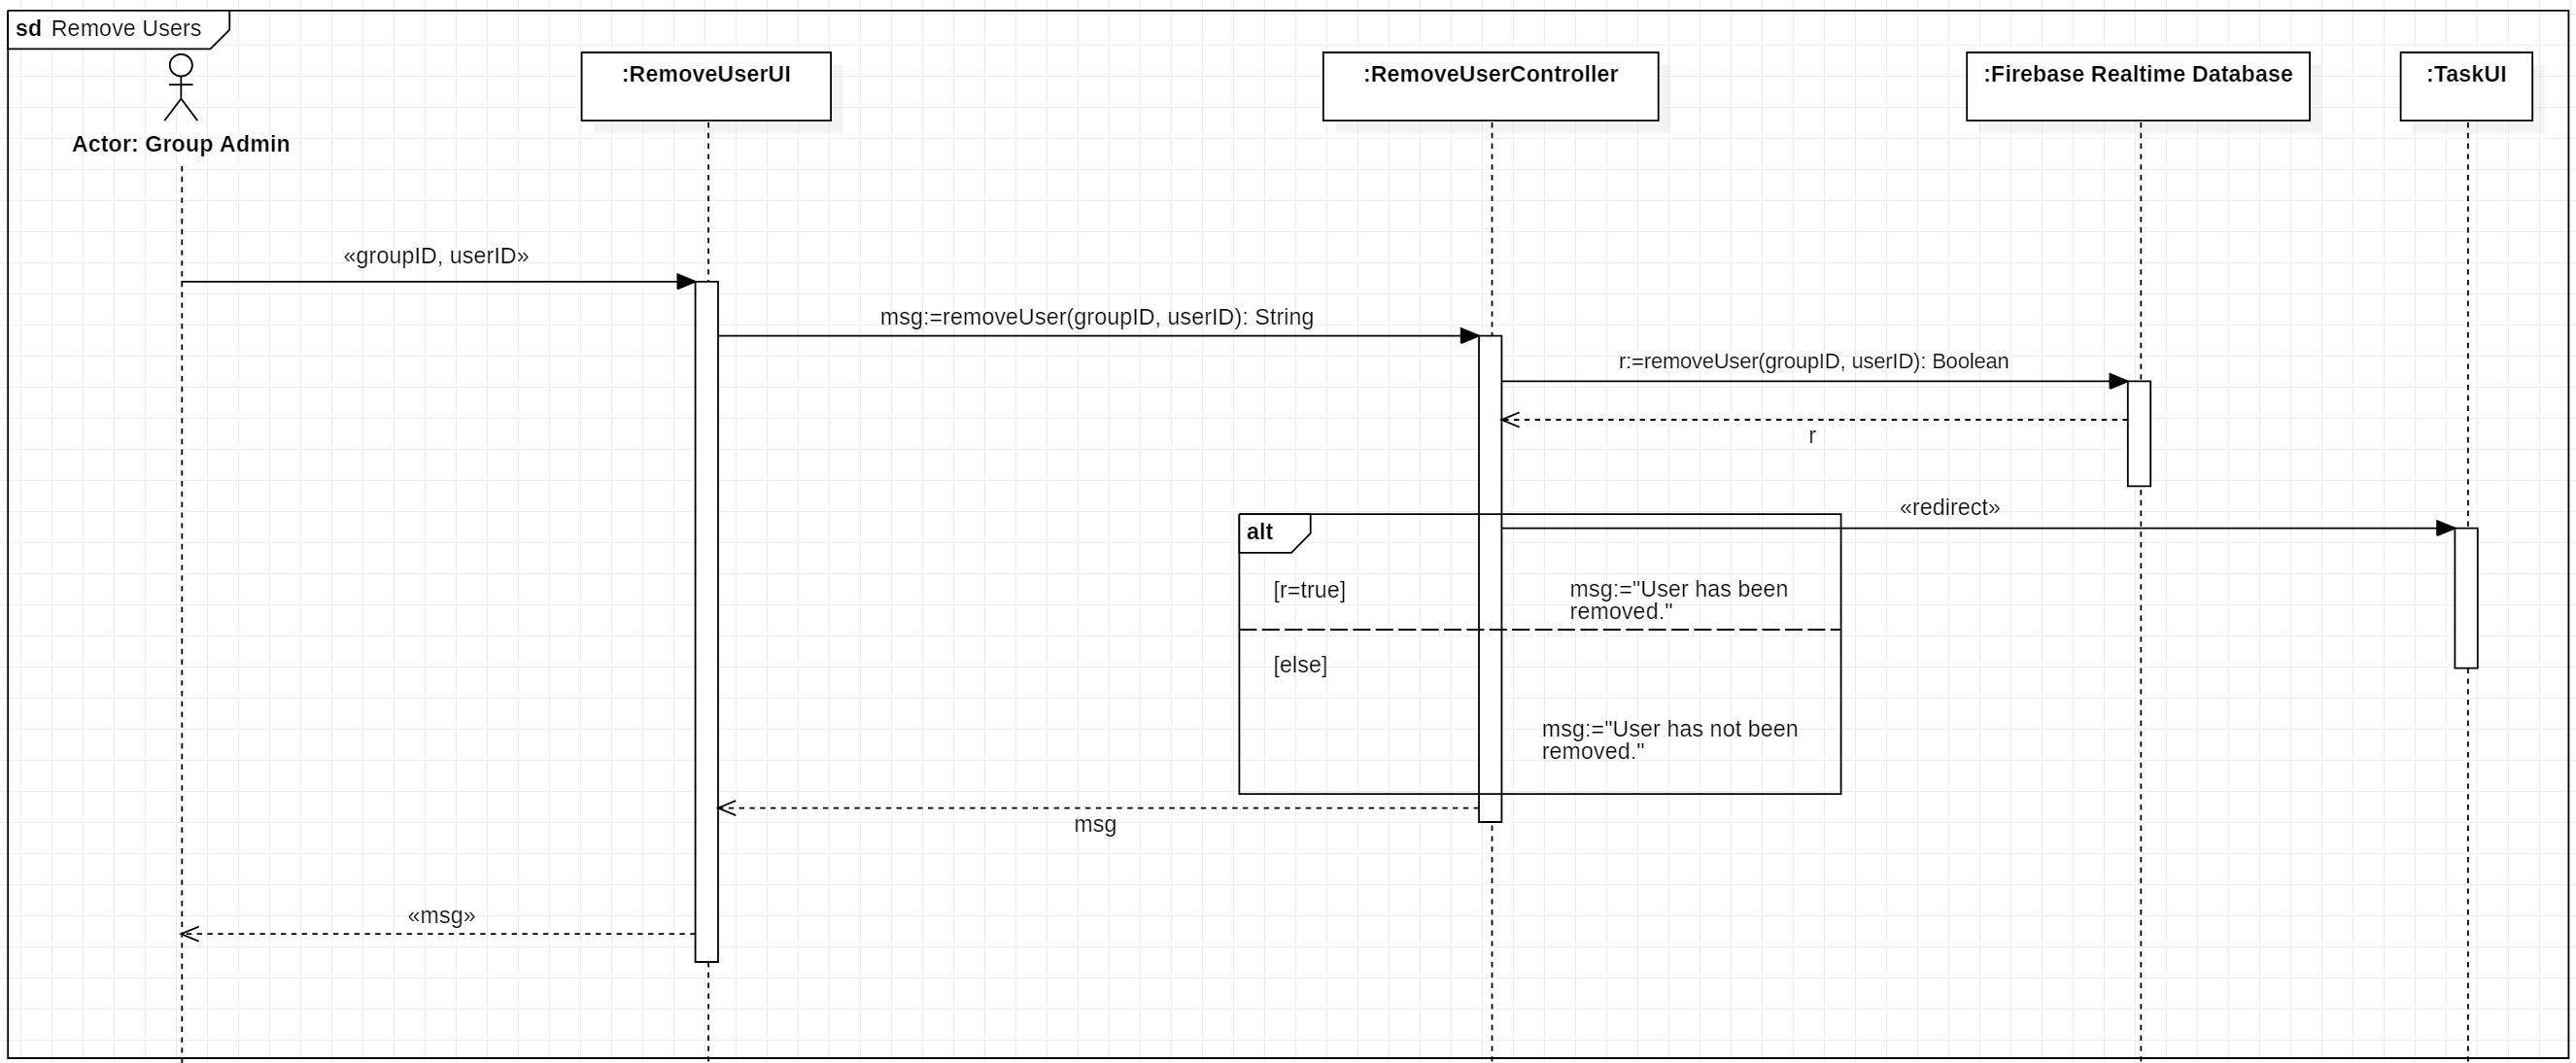 sd Remove Users
Actor: Group Admin
:RemoveUserUI
:RemoveUserController
:Firebase Realtime Database
:TaskUI
«groupID, userID»
msg:=removeUser(groupID, userID): String
r:=removeUser(groupID, userID): Boolean
r
«redirect»
alt
[r=true]
msg:="User has been
removed."
[else]
msg:="User has not been
removed."
msg
«msg»